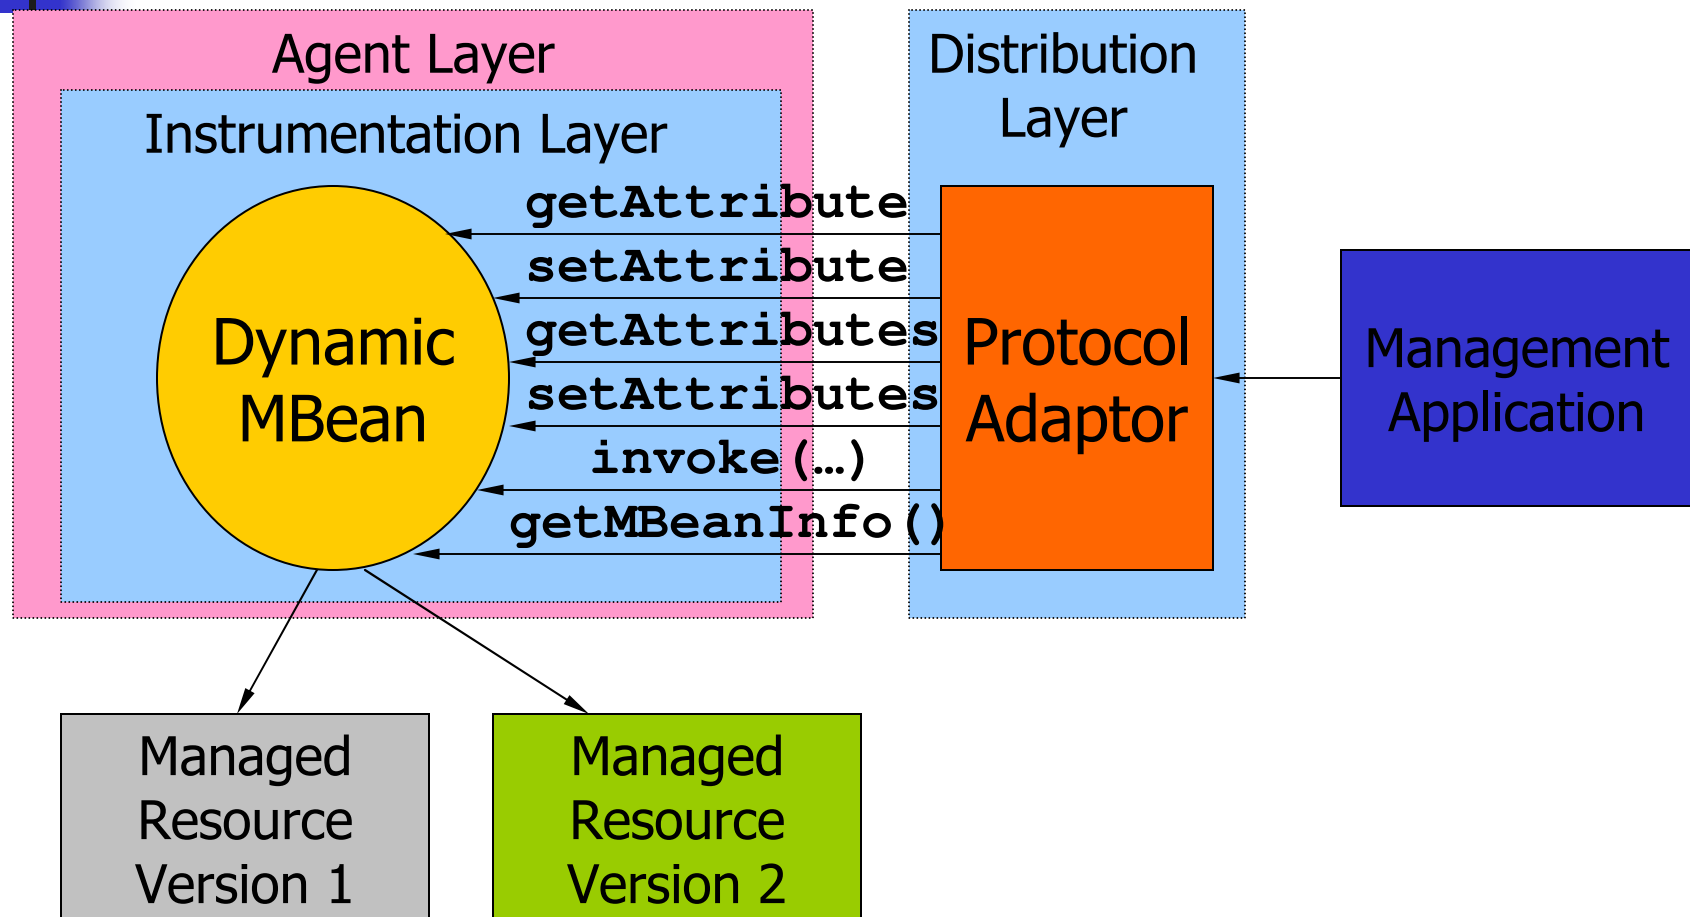 Agent Layer
Distribution
Layer
Instrumentation Layer
getAttribute
setAttribute
getAttributes
setAttributes
invoke(…)
getMBeanInfo()
Dynamic
MBean
Protocol
Adaptor
Management
Application
Managed
Resource
Version 1
Managed
Resource
Version 2